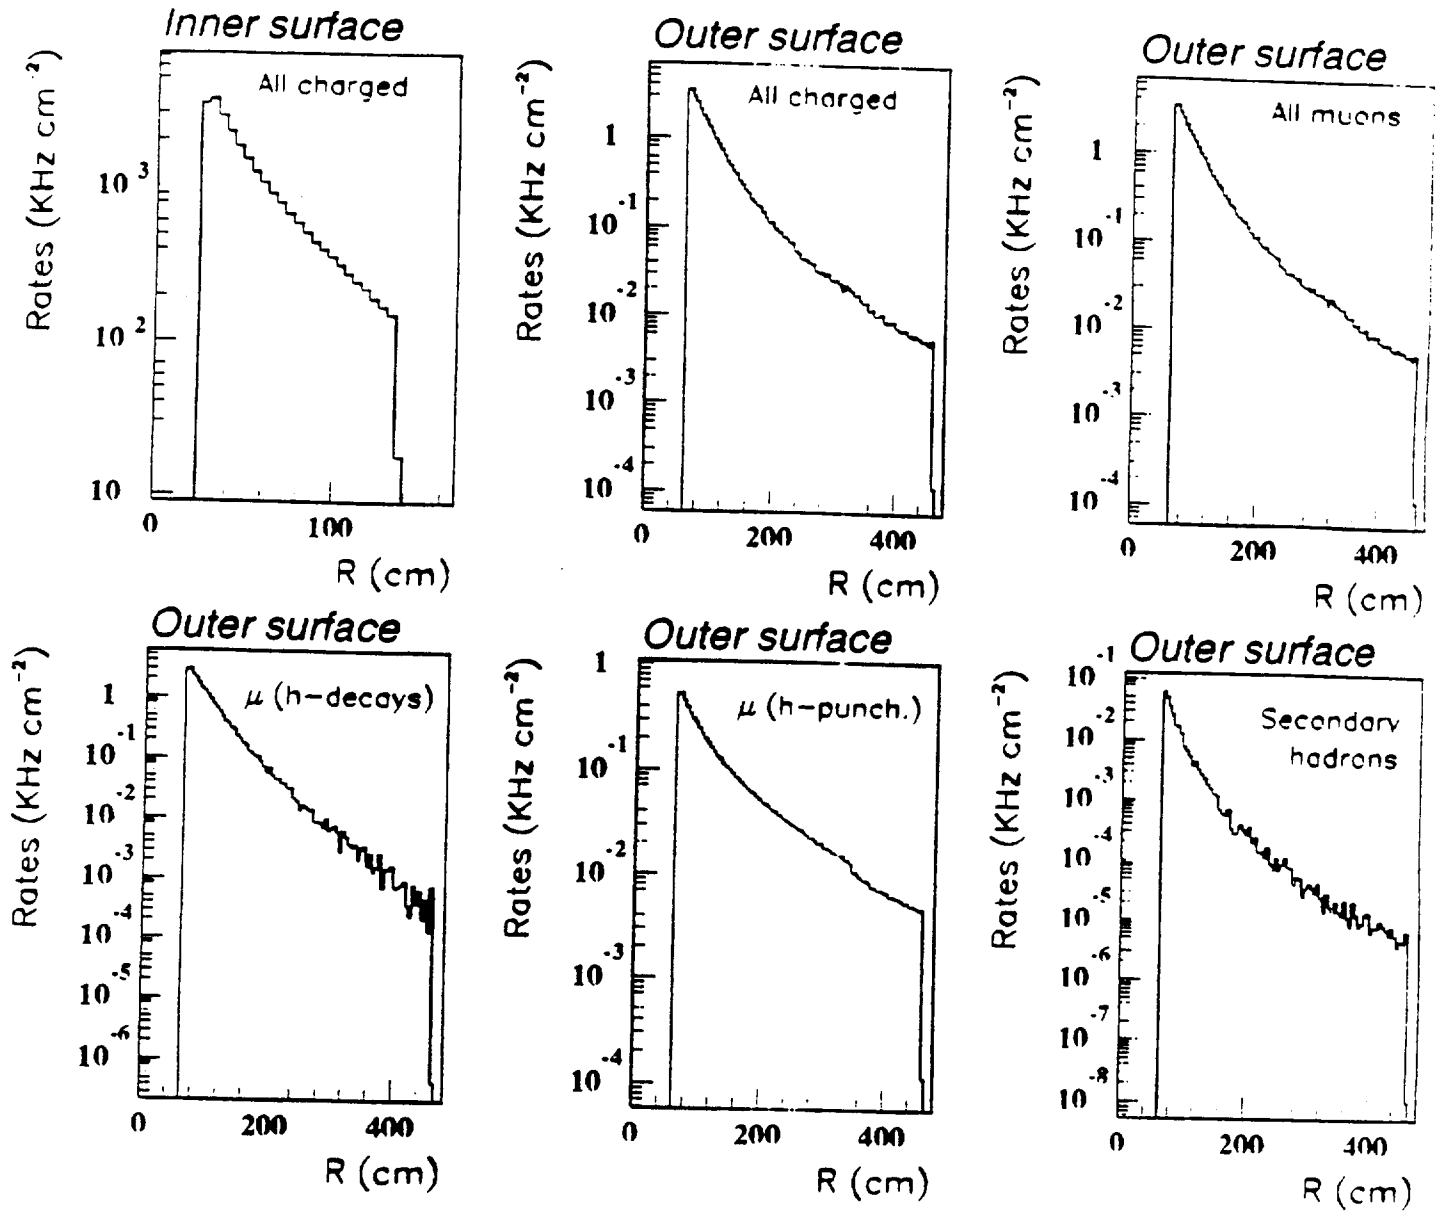 Inner surface
All charged
Rates (KHz cm⁻²)
10³
10²
10
0 100
R (cm)
Outer surface
All charged
Rates (KHz cm⁻²)
1
10⁻¹
10⁻²
10⁻³
10⁻⁴
0 200 400
R (cm)
Outer surface
All muons
Rates (KHz cm⁻²)
1
10⁻¹
10⁻²
10⁻³
10⁻⁴
0 200 400
R (cm)
Outer surface
μ (h-decays)
Rates (KHz cm⁻²)
1
10⁻¹
10⁻²
10⁻³
10⁻⁴
10⁻⁵
10⁻⁶
0 200 400
R (cm)
Outer surface
μ (h-punch.)
Rates (KHz cm⁻²)
1
10⁻¹
10⁻²
10⁻³
10⁻⁴
0 200 400
R (cm)
Outer surface
Secondary
hadrons
Rates (KHz cm⁻²)
10⁻¹
10⁻²
10⁻³
10⁻⁴
10⁻⁵
10⁻⁶
10⁻⁷
10⁻⁸
0 200 400
R (cm)